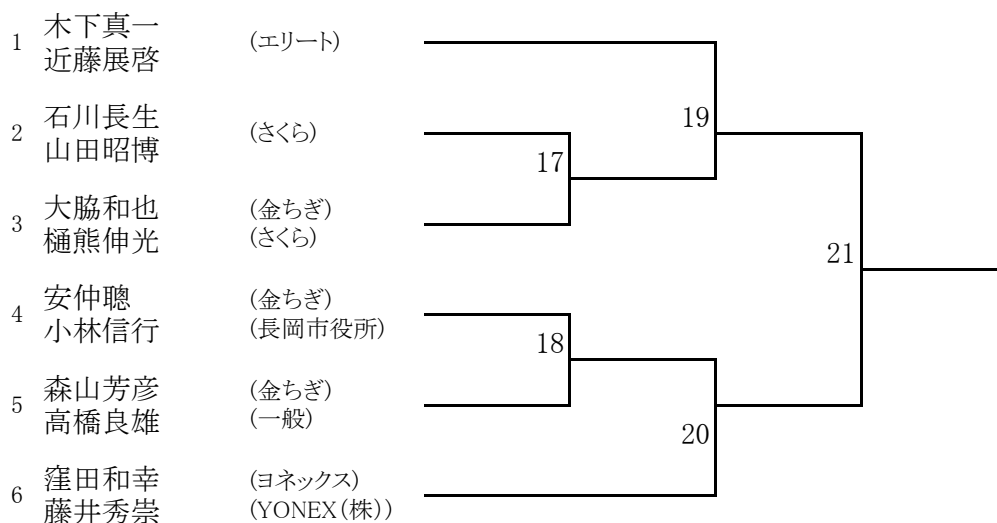 1 木下真一 (エリート)
近藤展啓
2 石川長生 (さくら)
山田昭博
3 大脇和也 (金ちぎ)
樋熊伸光 (さくら)
4 安仲聰 (金ちぎ)
小林信行 (長岡市役所)
5 森山芳彦 (金ちぎ)
高橋良雄 (一般)
6 窪田和幸 (ヨネックス)
藤井秀崇 (YONEX(株))
19
17
21
18
20